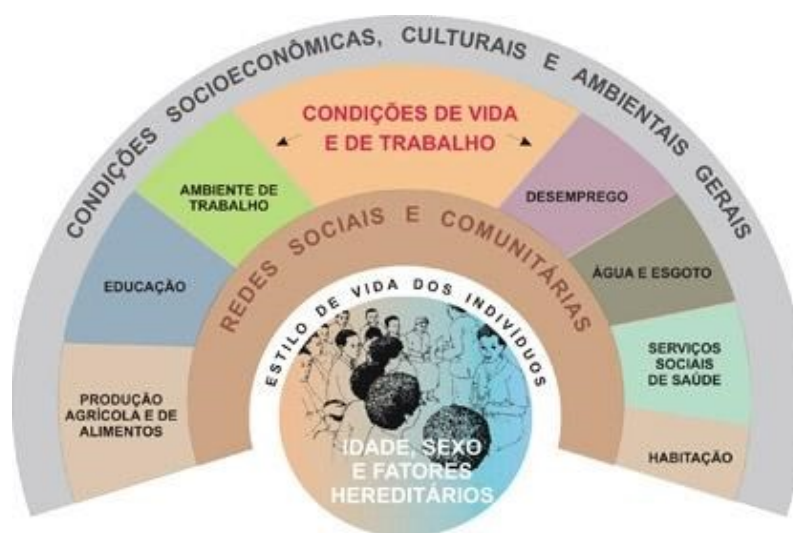 CONDIÇÕES SOCIOECONÔMICAS, CULTURAIS E AMBIENTAIS GERAIS
CONDIÇÕES DE VIDA
E DE TRABALHO
AMBIENTE DE
TRABALHO
DESEMPREGO
REDES SOCIAIS E COMUNITÁRIAS
EDUCAÇÃO
ÁGUA E ESGOTO
ESTILO DE VIDA DOS INDIVÍDUOS
SERVIÇOS
SOCIAIS
DE SAÚDE
PRODUÇÃO
AGRÍCOLA E DE
ALIMENTOS
HABITAÇÃO
IDADE, SEXO
E FATORES
HEREDITÁRIOS